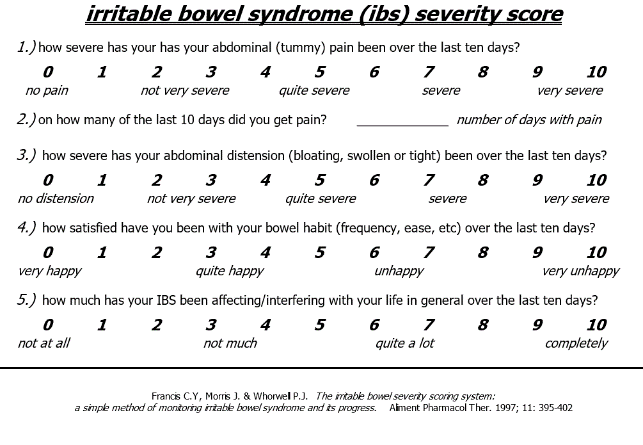 irritable bowel syndrome (ibs) severity score
1.) how severe has your has your abdominal (tummy) pain been over the last ten days?
0 1 2 3 4 5 6 7 8 9 10
no pain not very severe quite severe severe very severe
2.) on how many of the last 10 days did you get pain? ______________ number of days with pain
3.) how severe has your abdominal distension (bloating, swollen or tight) been over the last ten days?
0 1 2 3 4 5 6 7 8 9 10
no distension not very severe quite severe severe very severe
4.) how satisfied have you been with your bowel habit (frequency, ease, etc) over the last ten days?
0 1 2 3 4 5 6 7 8 9 10
very happy quite happy unhappy very unhappy
5.) how much has your IBS been affecting/interfering with your life in general over the last ten days?
0 1 2 3 4 5 6 7 8 9 10
not at all not much quite a lot completely
Francis C.Y, Morris J. & Whorwell P.J. The irritable bowel severity scoring system:
a simple method of monitoring irritable bowel syndrome and its progress. Aliment Pharmacol Ther. 1997; 11: 395-402